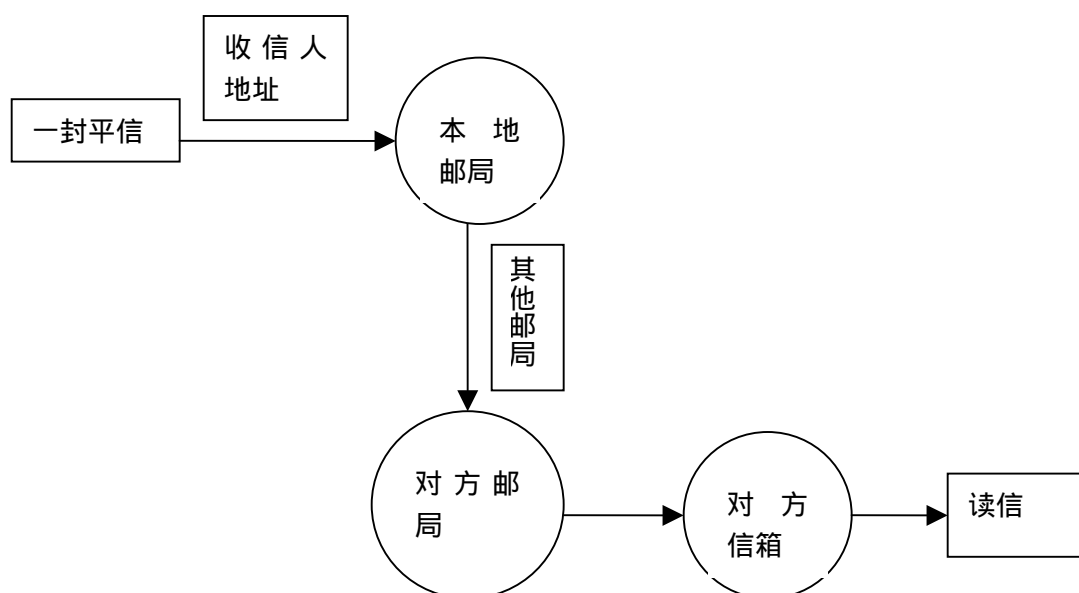 收信人
地址
一封平信
本地
邮局
其
他
邮
局
对方邮
局
对方
信箱
读信